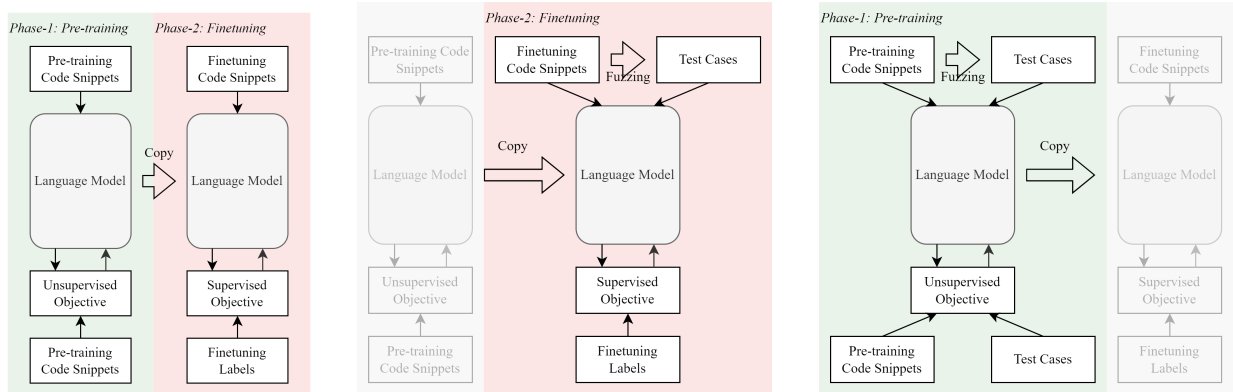 Phase-1: Pre-training
Phase-2: Finetuning
Pre-training
Code Snippets
Finetuning
Code Snippets
Language Model
Copy
Language Model
Unsupervised
Objective
Supervised
Objective
Pre-training
Code Snippets
Finetuning
Labels
Phase-2: Finetuning
Pre-training Code
Snippets
Finetuning
Code Snippets
Fuzzing
Test Cases
Language Model
Copy
Language Model
Unsupervised
Objective
Supervised
Objective
Pre-training
Code Snippets
Finetuning
Labels
Phase-1: Pre-training
Pre-training
Code Snippets
Fuzzing
Test Cases
Finetuning
Code Snippets
Language Model
Copy
Language Model
Unsupervised
Objective
Supervised
Objective
Pre-training
Code Snippets
Test Cases
Finetuning
Labels